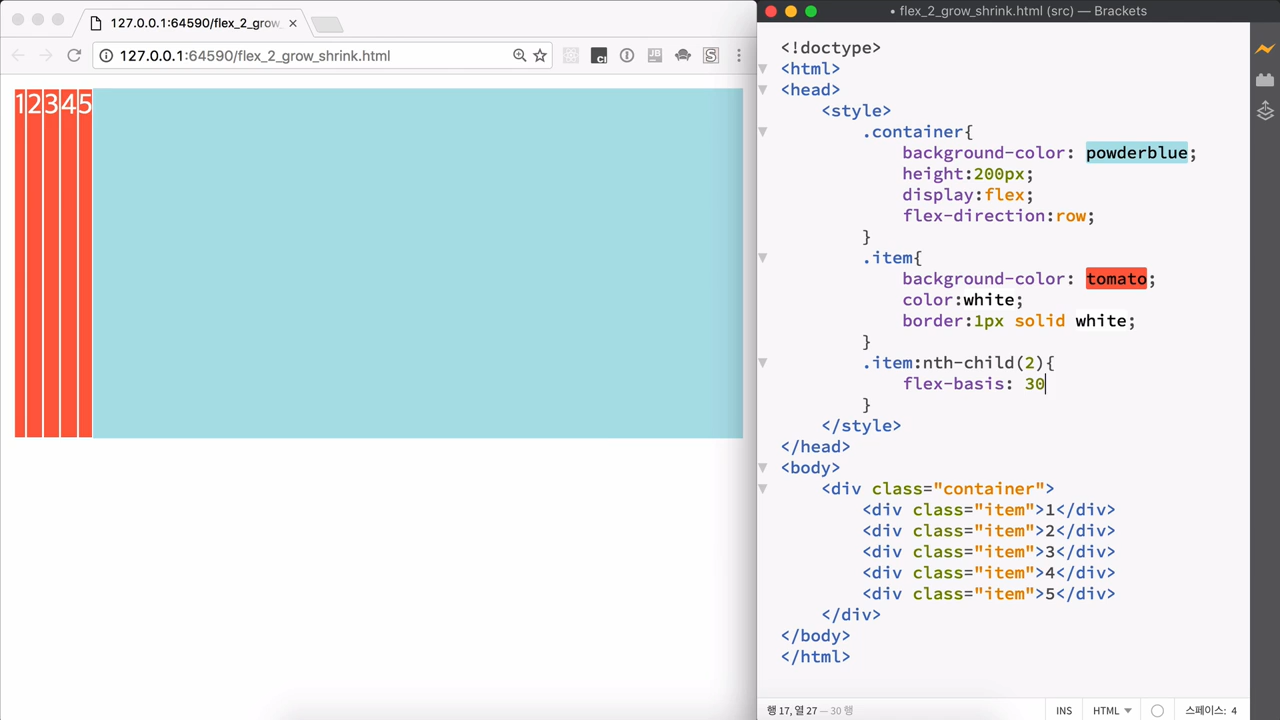 127.0.0.1:64590/flex_2_grow_
127.0.0.1:64590/flex_2_grow_shrink.html
12345
• flex_2_grow_shrink.html (src) — Brackets
<!doctype>
<html>
<head>
<style>
.container{
background-color: powderblue;
height:200px;
display:flex;
flex-direction:row;
}
.item{
background-color: tomato;
color:white;
border:1px solid white;
}
.item:nth-child(2){
flex-basis: 30
}
</style>
</head>
<body>
<div class="container">
<div class="item">1</div>
<div class="item">2</div>
<div class="item">3</div>
<div class="item">4</div>
<div class="item">5</div>
</div>
</body>
</html>
행 17, 열 27 — 30 행
INS
HTML
스페이스: 4